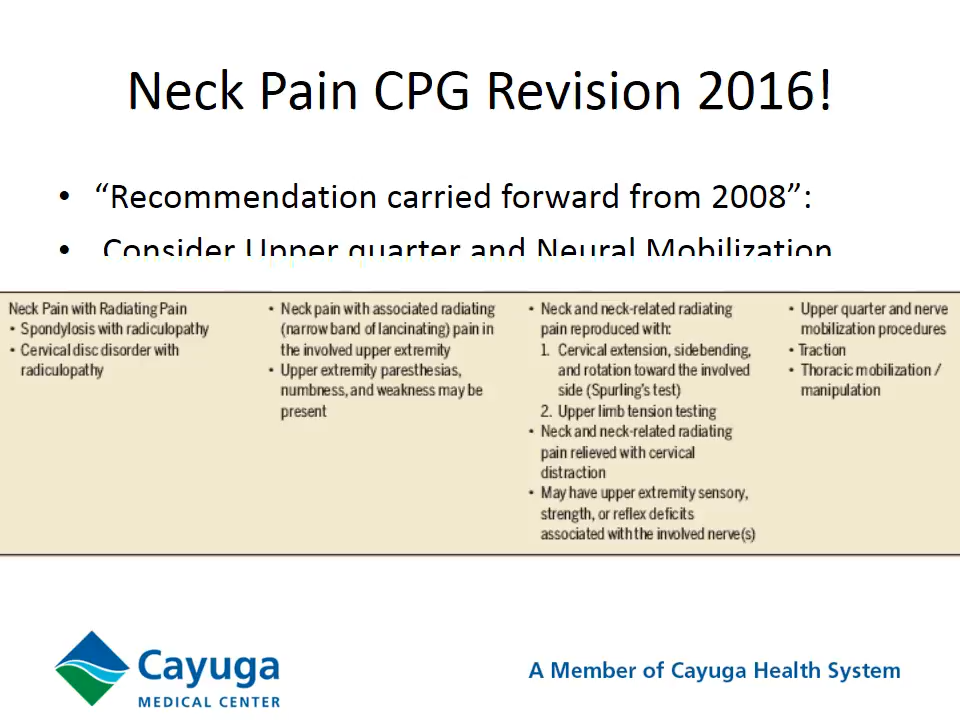 Neck Pain CPG Revision 2016!
• “Recommendation carried forward from 2008”:
• Consider Upper quarter and Neural Mobilization
Neck Pain with Radiating Pain
• Spondylosis with radiculopathy
• Cervical disc disorder with
radiculopathy
• Neck pain with associated radiating
(narrow band of lancinating) pain in
the involved upper extremity
• Upper extremity paresthesias,
numbness, and weakness may be
present
• Neck and neck-related radiating
pain reproduced with:
1. Cervical extension, sidebending,
and rotation toward the involved
side (Spurling's test)
2. Upper limb tension testing
• Neck and neck-related radiating
pain relieved with cervical
distraction
• May have upper extremity sensory,
strength, or reflex deficits
associated with the involved nerve(s)
• Upper quarter and nerve
mobilization procedures
• Traction
• Thoracic mobilization /
manipulation
Cayuga
MEDICAL CENTER
A Member of Cayuga Health System